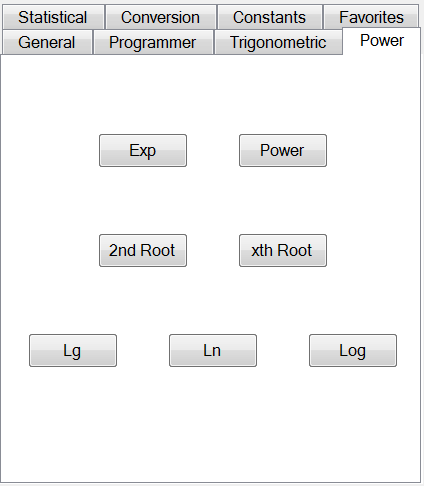 Statistical Conversion Constants Favorites
General Programmer Trigonometric Power
Exp Power
2nd Root xth Root
Lg Ln Log